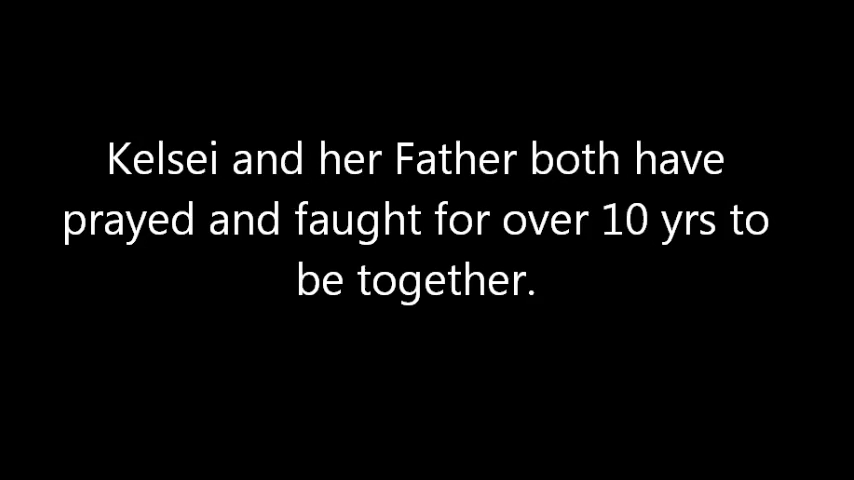 Kelsei and her Father both have
prayed and faught for over 10 yrs to
be together.